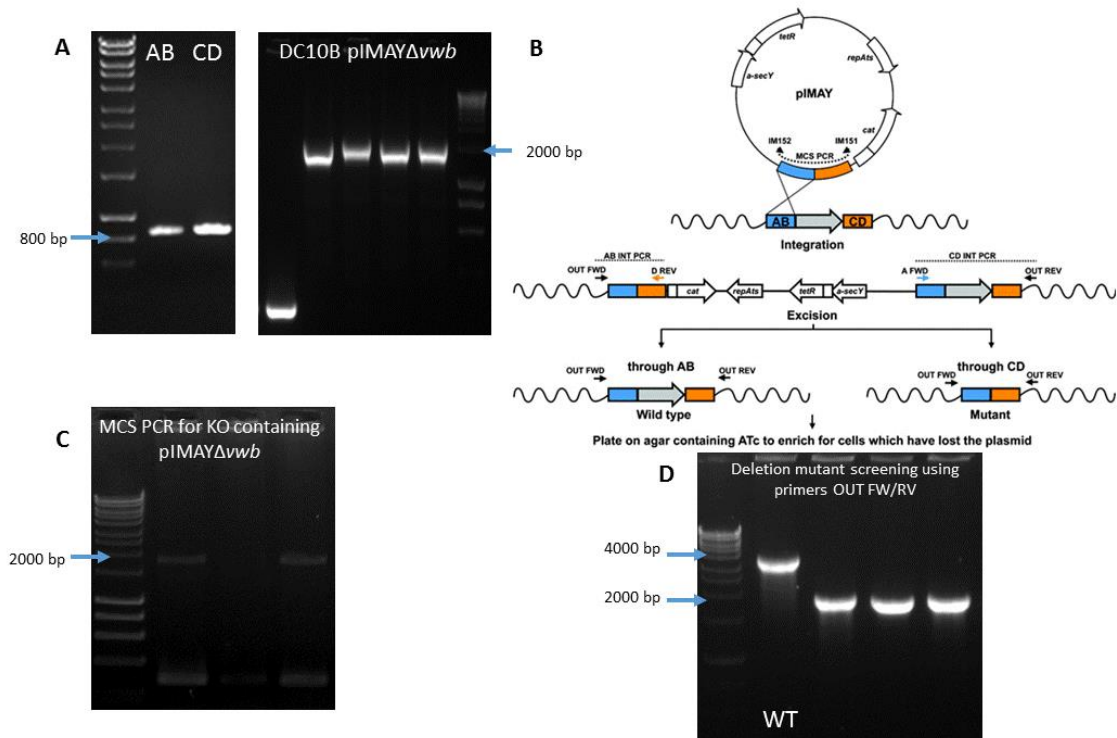 A
AB CD
800 bp
DC10B pIMAYΔvwb
2000 bp
B
tetR
a-secY
repAts
pIMAY
cat
IM152
IM151
MCS PCR
AB
CD
Integration
AB INT PCR
CD INT PCR
OUT FWD
D REV
A FWD
OUT REV
cat
repAts
tetR
a-secY
Excision
through AB
through CD
OUT FWD
OUT REV
OUT FWD
OUT REV
Wild type
Mutant
Plate on agar containing ATc to enrich for cells which have lost the plasmid
C
MCS PCR for KO containing
pIMAYΔvwb
2000 bp
D
Deletion mutant screening using
primers OUT FW/RV
4000 bp
2000 bp
WT